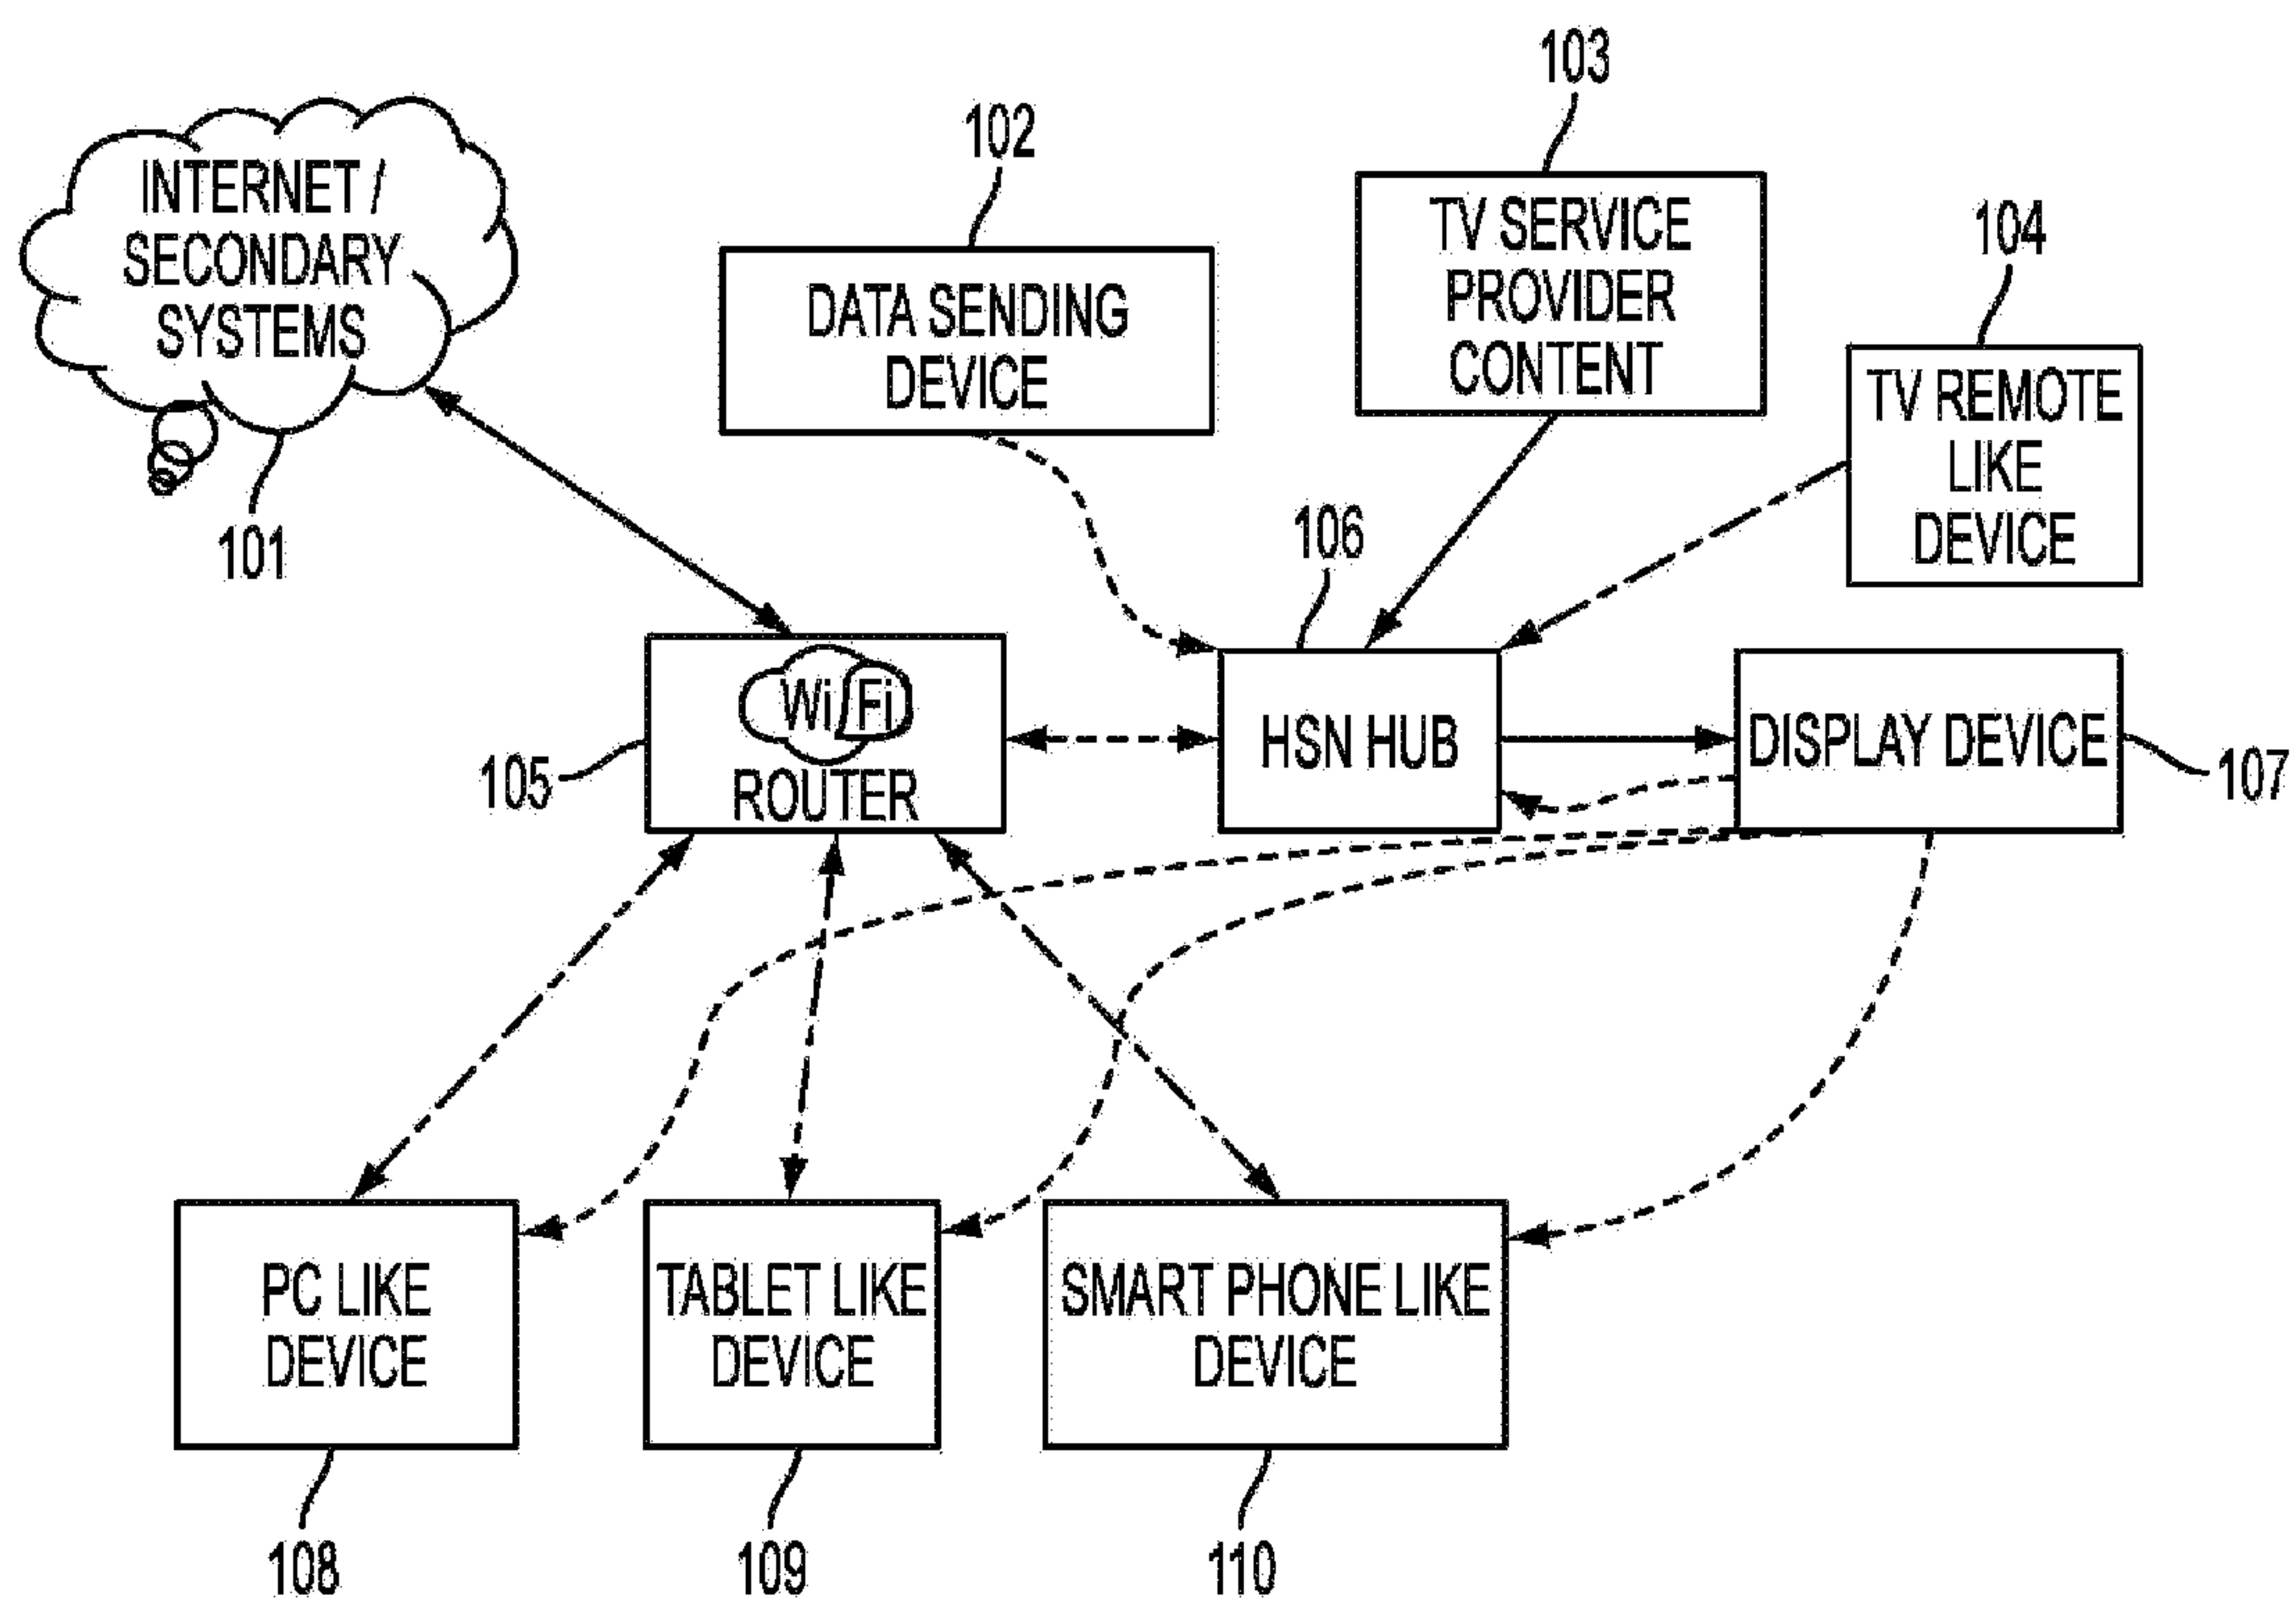 103
102
INTERNET /
SECONDARY
SYSTEMS
TV SERVICE
PROVIDER
CONTENT
104
DATA SENDING
DEVICE
TV REMOTE
LIKE
DEVICE
101
106
WiFi
ROUTER
105
HSN HUB
DISPLAY DEVICE
107
PC LIKE
DEVICE
TABLET LIKE
DEVICE
SMART PHONE LIKE
DEVICE
108
109
110